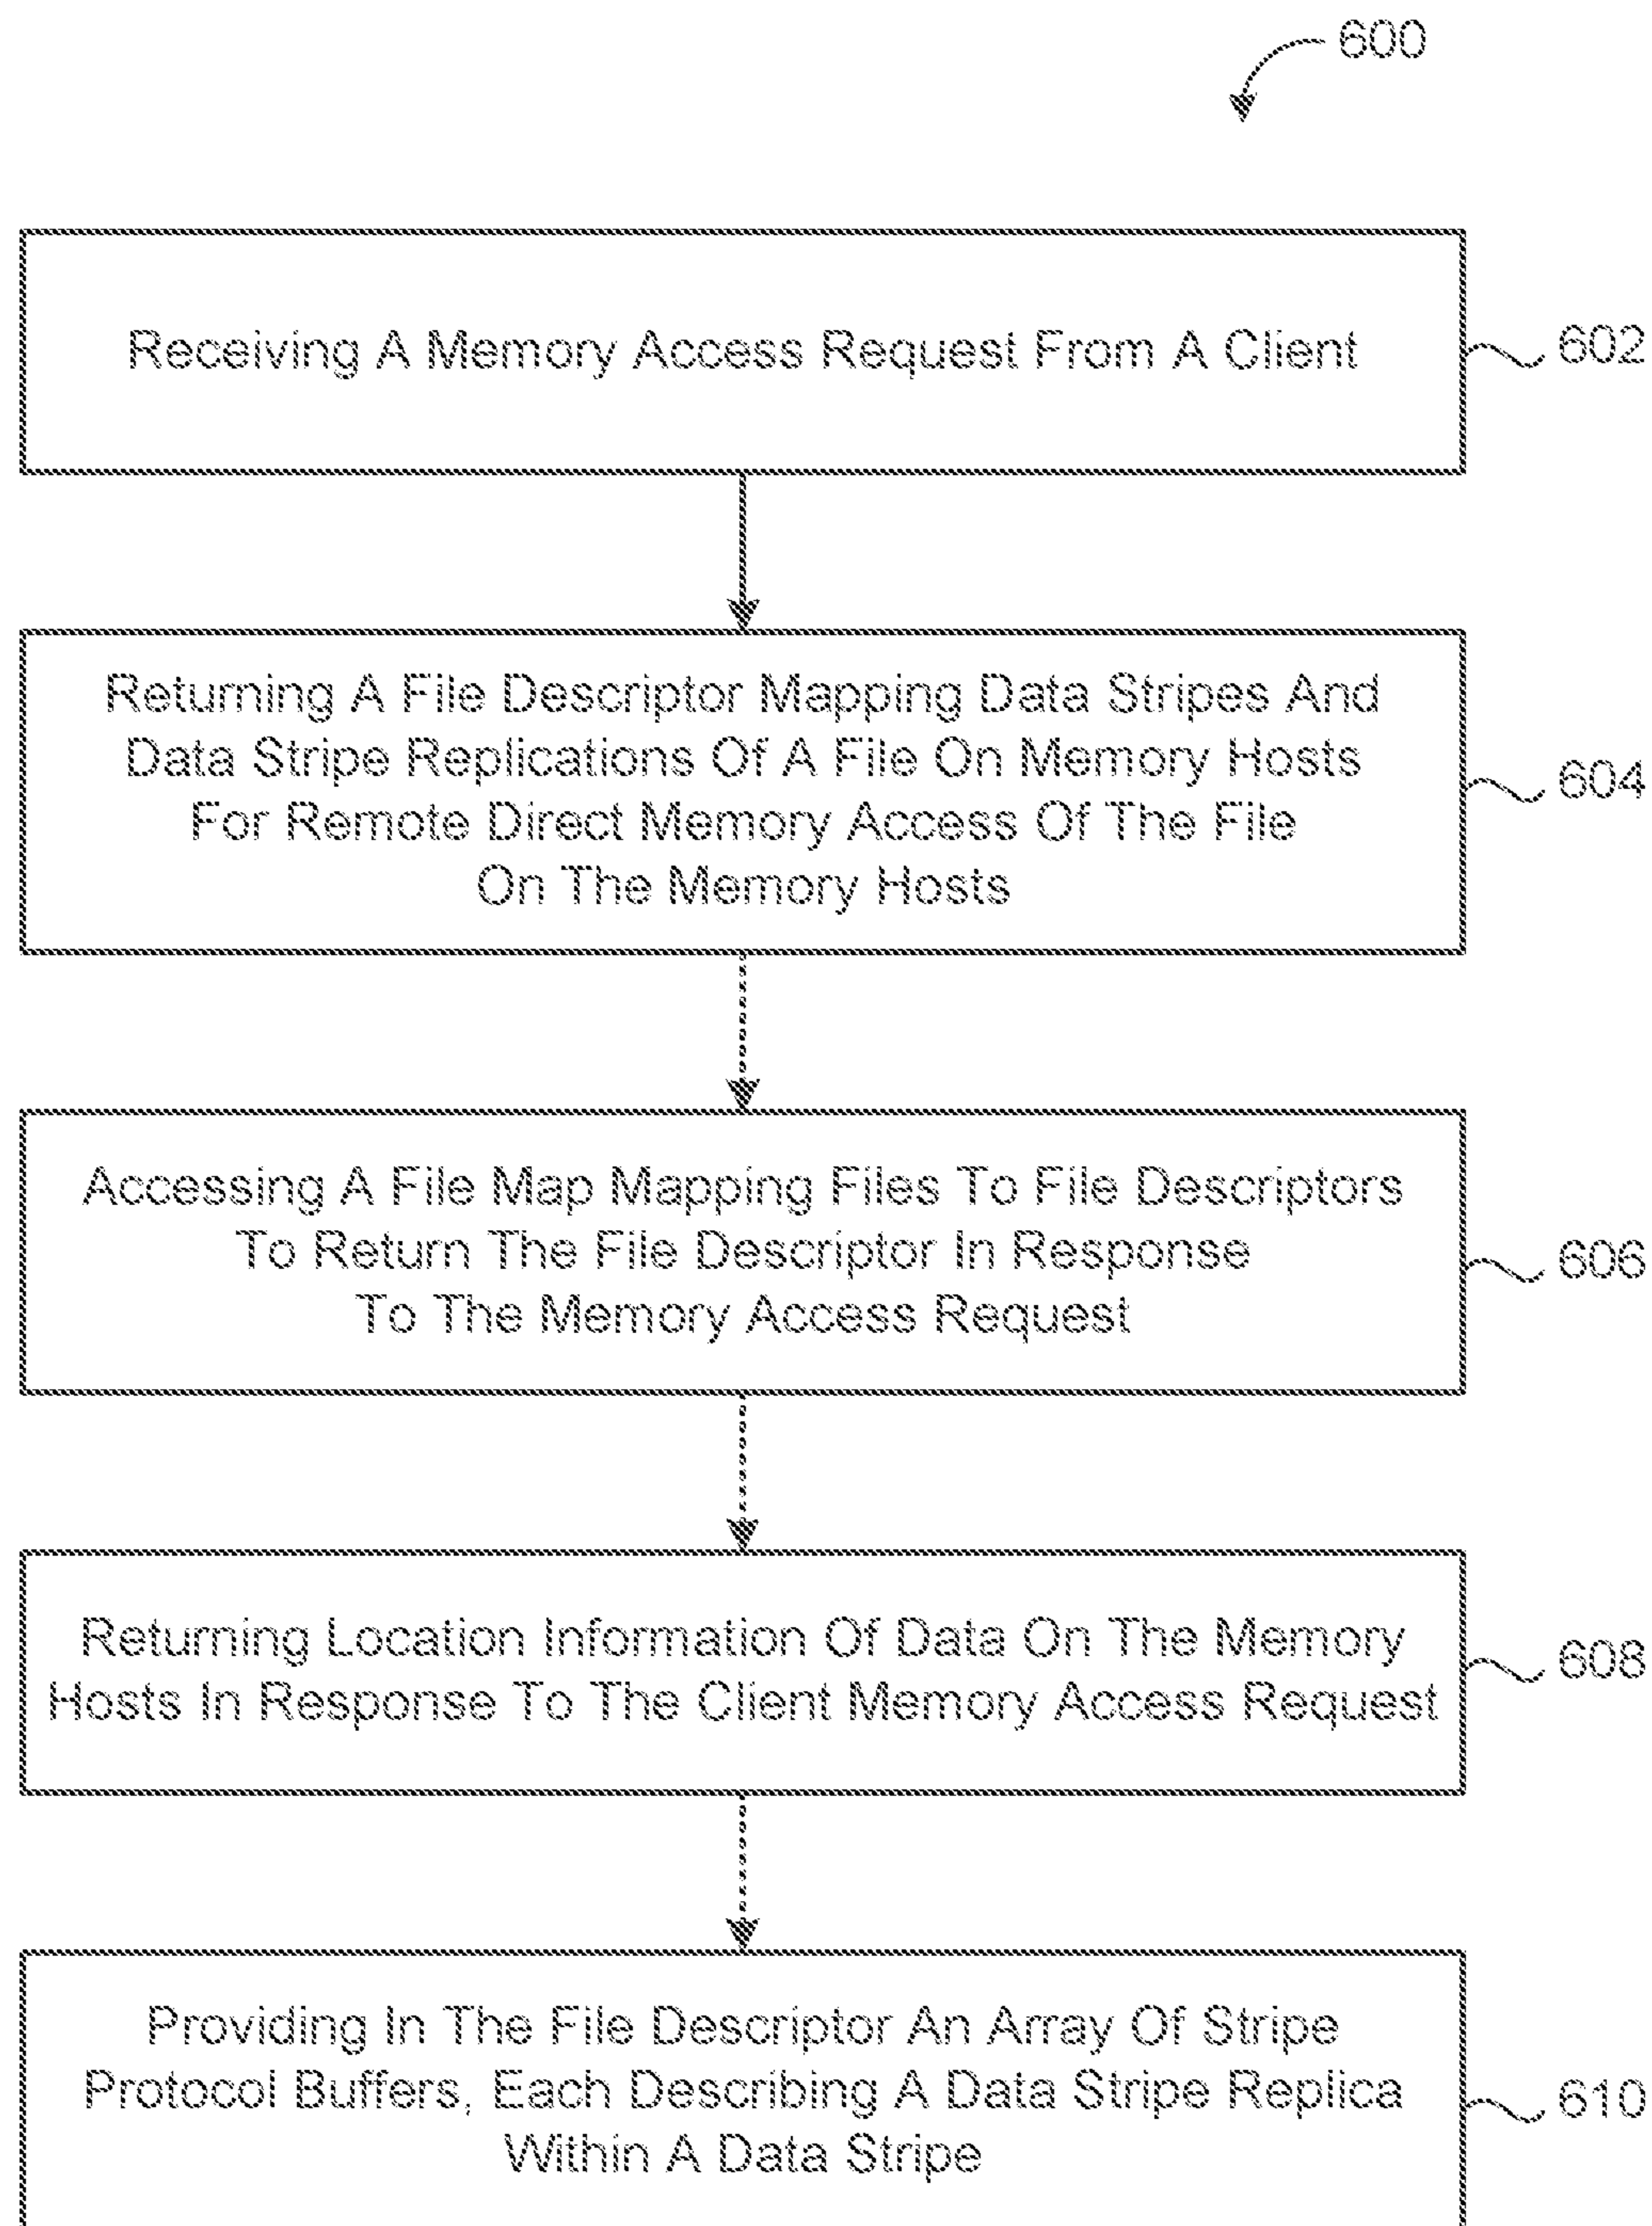 600
Receiving A Memory Access Request From A Client
602
Returning A File Descriptor Mapping Data Stripes And
Data Stripe Replications Of A File On Memory Hosts
For Remote Direct Memory Access Of The File
On The Memory Hosts
604
Accessing A File Map Mapping Files To File Descriptors
To Return The File Descriptor In Response
To The Memory Access Request
606
Returning Location Information Of Data On The Memory
Hosts In Response To The Client Memory Access Request
608
Providing In The File Descriptor An Array Of Stripe
Protocol Buffers, Each Describing A Data Stripe Replica
Within A Data Stripe
610